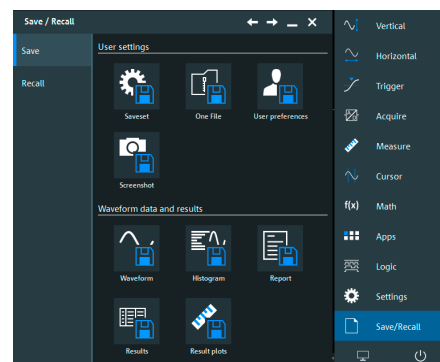 Save / Recall
Save
Recall
User settings
Saveset
One File
User preferences
Screenshot
Waveform data and results
Waveform
Histogram
Report
Results
Result plots
Vertical
Horizontal
Trigger
Acquire
Measure
Cursor
f(x) Math
Apps
Logic
Settings
Save/Recall